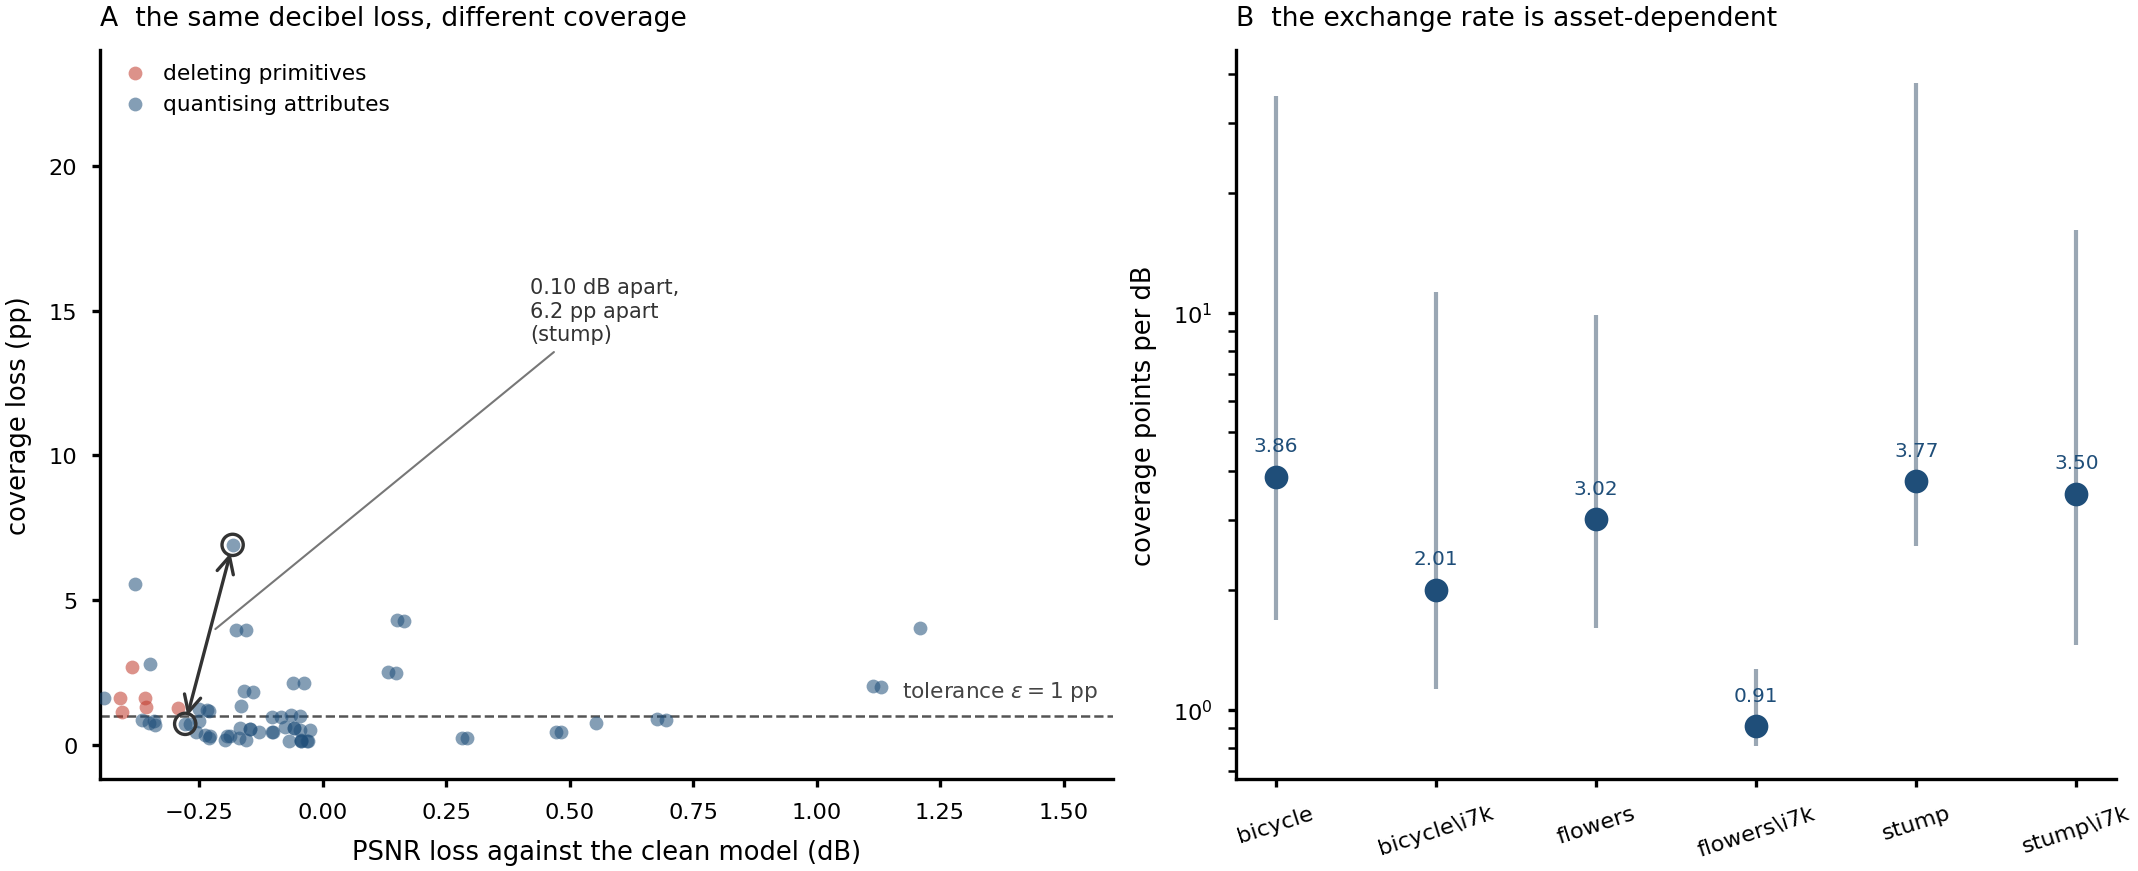 A the same decibel loss, different coverage
deleting primitives
quantising attributes
coverage loss (pp)
20
15
10
5
0
0.10 dB apart,
6.2 pp apart
(stump)
tolerance ε = 1 pp
−0.25
0.00
0.25
0.50
0.75
1.00
1.25
1.50
PSNR loss against the clean model (dB)
B the exchange rate is asset-dependent
coverage points per dB
10¹
10⁰
3.86
2.01
3.02
0.91
3.77
3.50
bicycle
bicycle\i7k
flowers
flowers\i7k
stump
stump\i7k